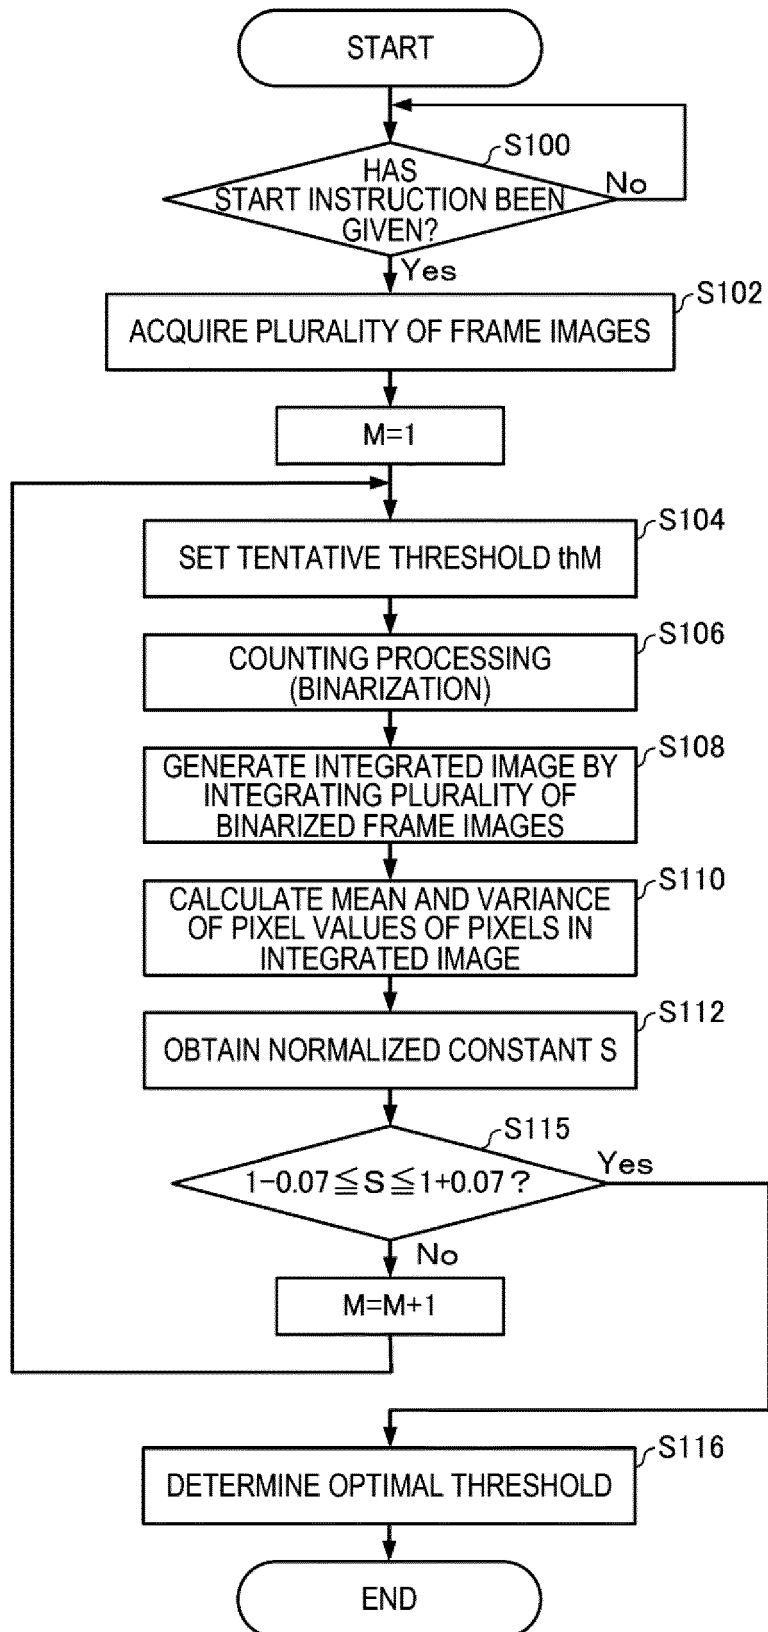 START
S100
HAS
START INSTRUCTION BEEN
GIVEN?
No
Yes
S102
ACQUIRE PLURALITY OF FRAME IMAGES
M=1
S104
SET TENTATIVE THRESHOLD thM
S106
COUNTING PROCESSING
(BINARIZATION)
S108
GENERATE INTEGRATED IMAGE BY
INTEGRATING PLURALITY OF
BINARIZED FRAME IMAGES
S110
CALCULATE MEAN AND VARIANCE
OF PIXEL VALUES OF PIXELS IN
INTEGRATED IMAGE
S112
OBTAIN NORMALIZED CONSTANT S
S115
Yes
1−0.07≦S≦1+0.07?
No
M=M+1
S116
DETERMINE OPTIMAL THRESHOLD
END